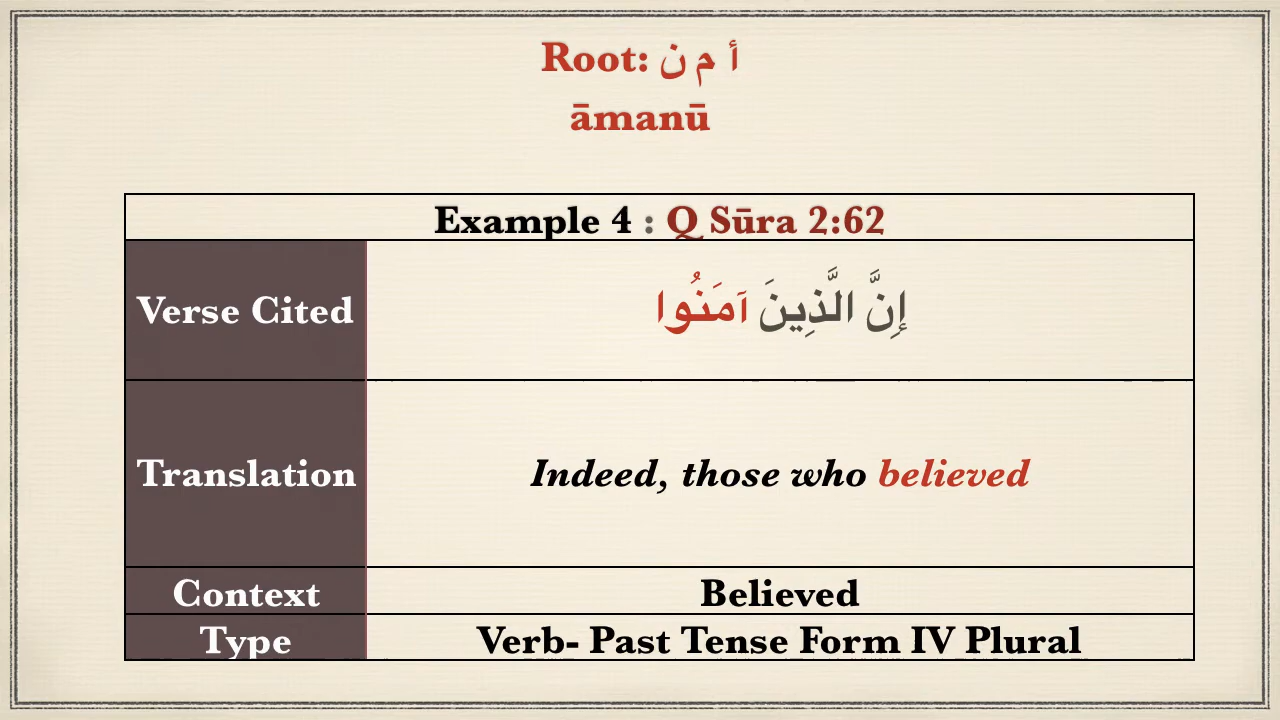 Root: أ م ن
āmanū
Example 4 : Q Sūra 2:62
Verse Cited
إِنَّ الَّذِينَ آمَنُوا
Translation
Indeed, those who believed
Context
Believed
Type
Verb- Past Tense Form IV Plural